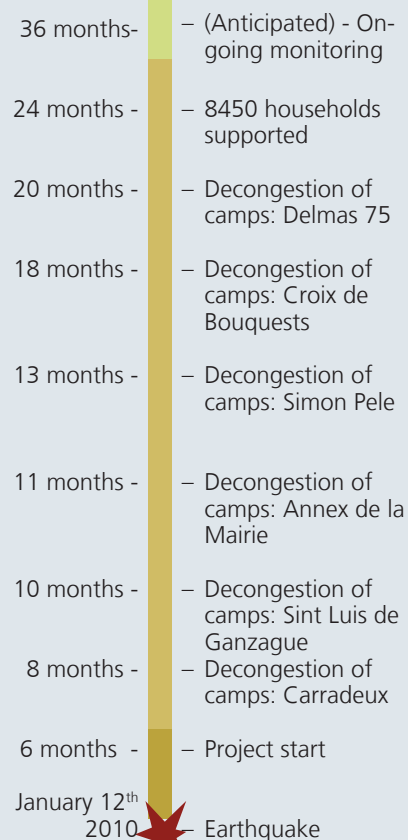 36 months- – (Anticipated) - On-
going monitoring
24 months - – 8450 households
supported
20 months - – Decongestion of
camps: Delmas 75
18 months - – Decongestion of
camps: Croix de
Bouquests
13 months - – Decongestion of
camps: Simon Pele
11 months - – Decongestion of
camps: Annex de la
Mairie
10 months - – Decongestion of
camps: Sint Luis de
Ganzague
8 months - – Decongestion of
camps: Carradeux
6 months - – Project start
January 12th
2010 – Earthquake